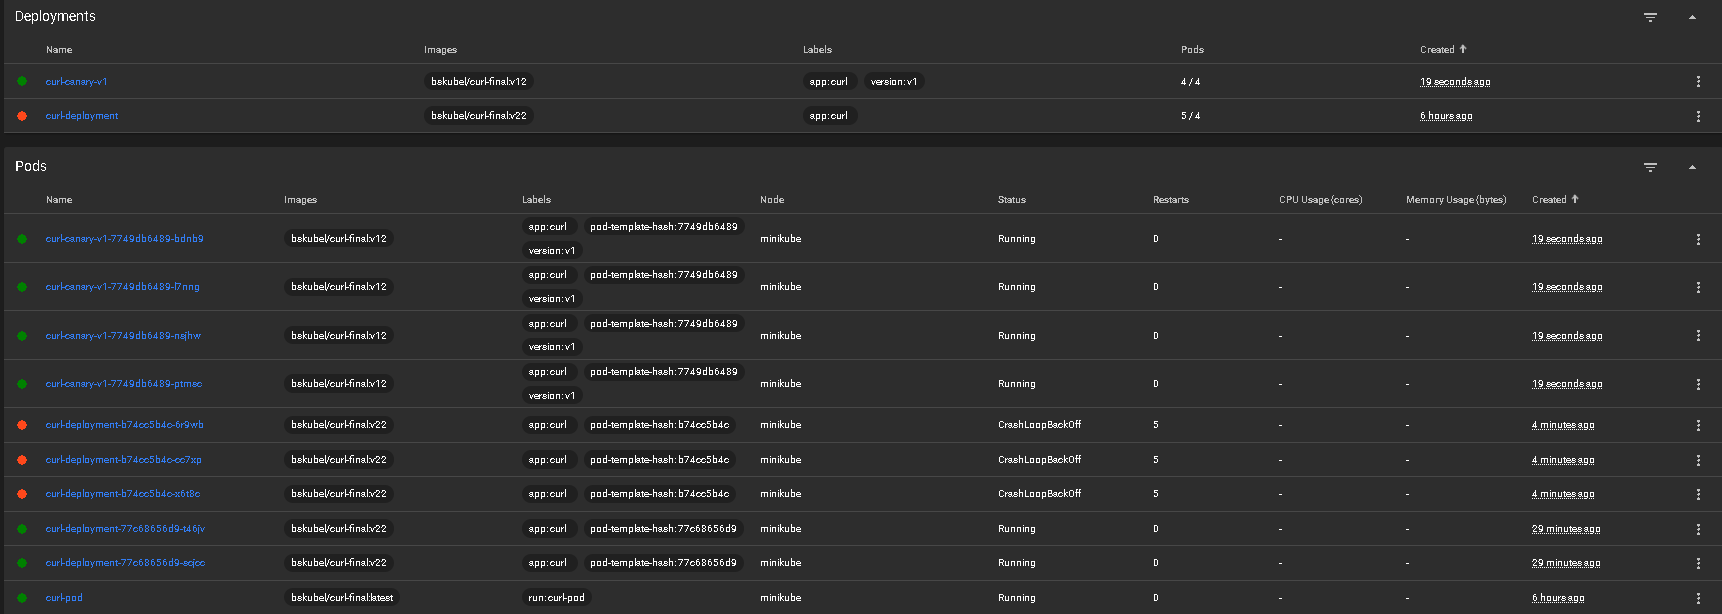 Deployments
Name Images Labels Pods Created
curl-canary-v1 bskubel/curl-final:v12 app: curl version: v1 4 / 4 19 seconds ago
curl-deployment bskubel/curl-final:v22 app: curl 5 / 4 6 hours ago
Pods
Name Images Labels Node Status Restarts CPU Usage (cores) Memory Usage (bytes) Created
app: curl pod-template-hash: 7749db6489
curl-canary-v1-7749db6489-bdnb9 bskubel/curl-final:v12 minikube Running 0 - - 19 seconds ago
version: v1
app: curl pod-template-hash: 7749db6489
curl-canary-v1-7749db6489-l7nng bskubel/curl-final:v12 minikube Running 0 - - 19 seconds ago
version: v1
app: curl pod-template-hash: 7749db6489
curl-canary-v1-7749db6489-nsjhw bskubel/curl-final:v12 minikube Running 0 - - 19 seconds ago
version: v1
app: curl pod-template-hash: 7749db6489
curl-canary-v1-7749db6489-ptmsc bskubel/curl-final:v12 minikube Running 0 - - 19 seconds ago
version: v1
curl-deployment-b74cc5b4c-6r9wb bskubel/curl-final:v22 app: curl pod-template-hash: b74cc5b4c minikube CrashLoopBackOff 5 - - 4 minutes ago
curl-deployment-b74cc5b4c-cc7xp bskubel/curl-final:v22 app: curl pod-template-hash: b74cc5b4c minikube CrashLoopBackOff 5 - - 4 minutes ago
curl-deployment-b74cc5b4c-x6t8c bskubel/curl-final:v22 app: curl pod-template-hash: b74cc5b4c minikube CrashLoopBackOff 5 - - 4 minutes ago
curl-deployment-77c68656d9-t46jv bskubel/curl-final:v22 app: curl pod-template-hash: 77c68656d9 minikube Running 0 - - 29 minutes ago
curl-deployment-77c68656d9-scjcc bskubel/curl-final:v22 app: curl pod-template-hash: 77c68656d9 minikube Running 0 - - 29 minutes ago
curl-pod bskubel/curl-final:latest run: curl-pod minikube Running 0 - - 6 hours ago